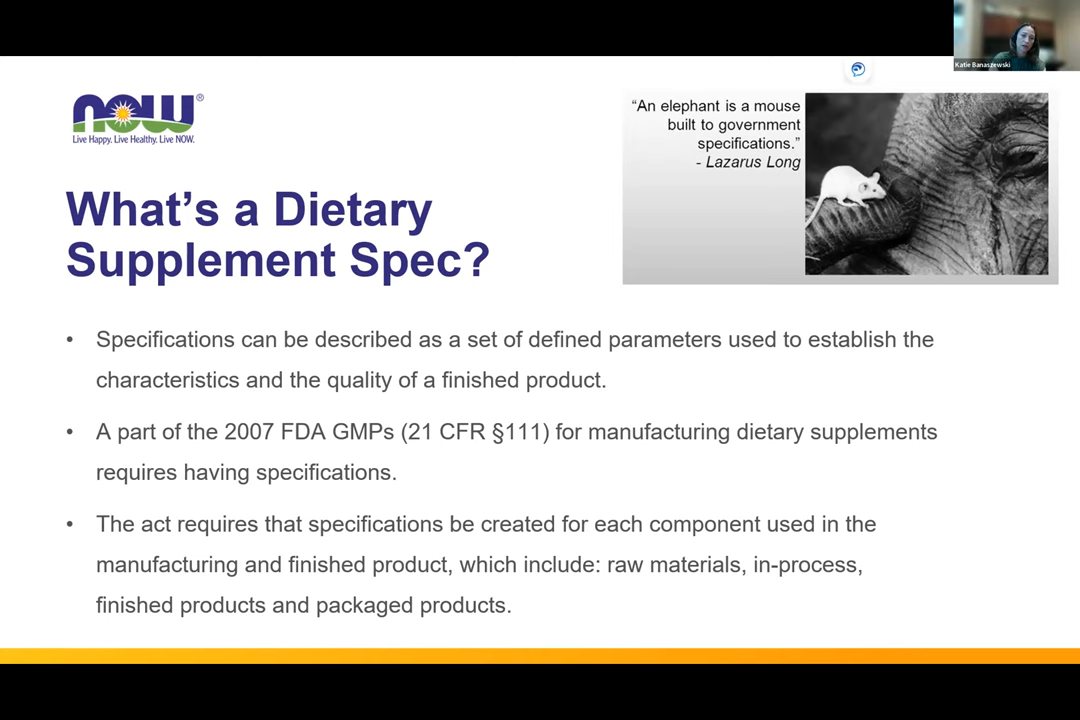 Katie Banaszewski
NOW®
Live Happy. Live Healthy. Live NOW.
“An elephant is a mouse
built to government
specifications.”
- Lazarus Long
What’s a Dietary
Supplement Spec?
• Specifications can be described as a set of defined parameters used to establish the
characteristics and the quality of a finished product.
• A part of the 2007 FDA GMPs (21 CFR §111) for manufacturing dietary supplements
requires having specifications.
• The act requires that specifications be created for each component used in the
manufacturing and finished product, which include: raw materials, in-process,
finished products and packaged products.